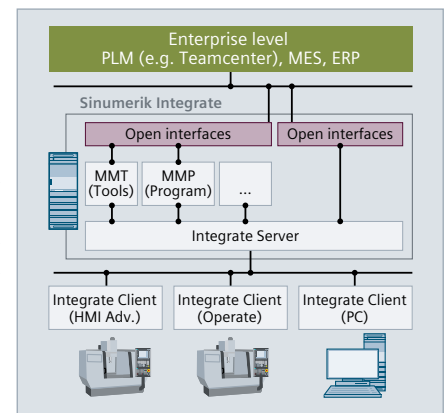 Enterprise level
PLM (e.g. Teamcenter), MES, ERP
Sinumerik Integrate
Open interfaces
Open interfaces
MMT
(Tools)
MMP
(Program)
...
Integrate Server
Integrate Client
(HMI Adv.)
Integrate Client
(Operate)
Integrate Client
(PC)